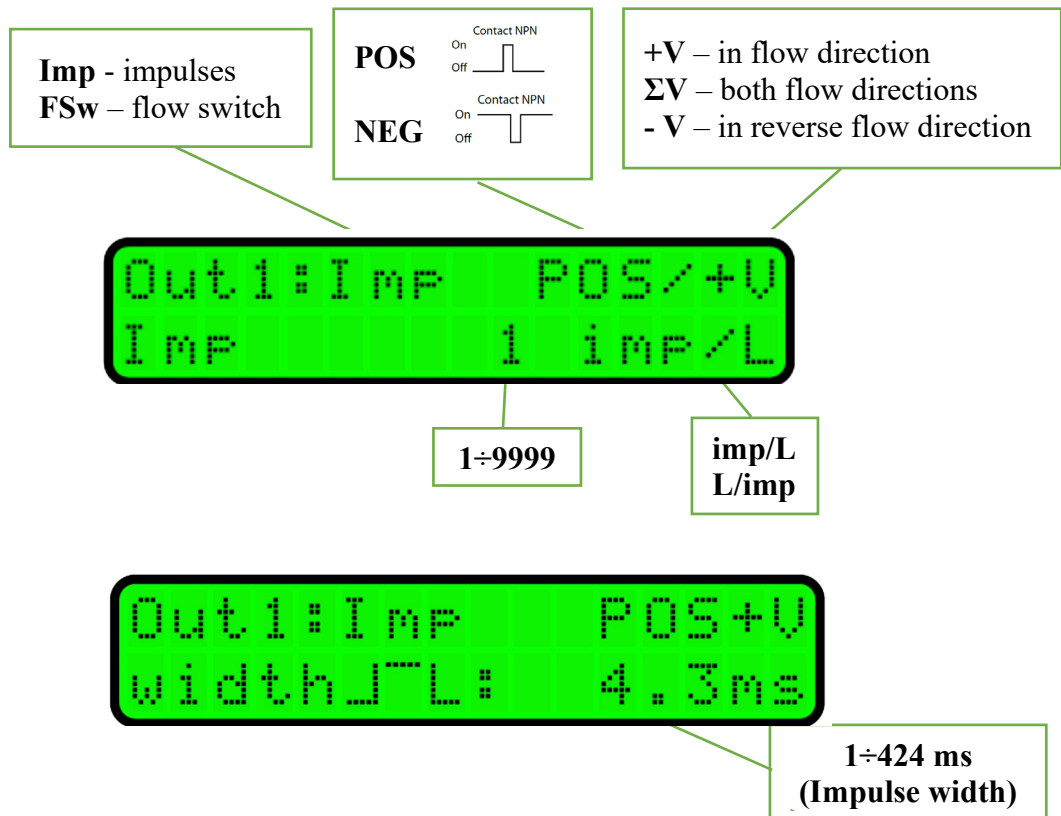 Imp - impulses
FSw – flow switch
Contact NPN
POS On
Off
Contact NPN
NEG On
Off
+V – in flow direction
ΣV – both flow directions
- V – in reverse flow direction
Out1:Imp POS/+V
Imp 1 imp/L
1÷9999
imp/L
L/imp
Out1:Imp POS+V
width: 4.3ms
1÷424 ms
(Impulse width)